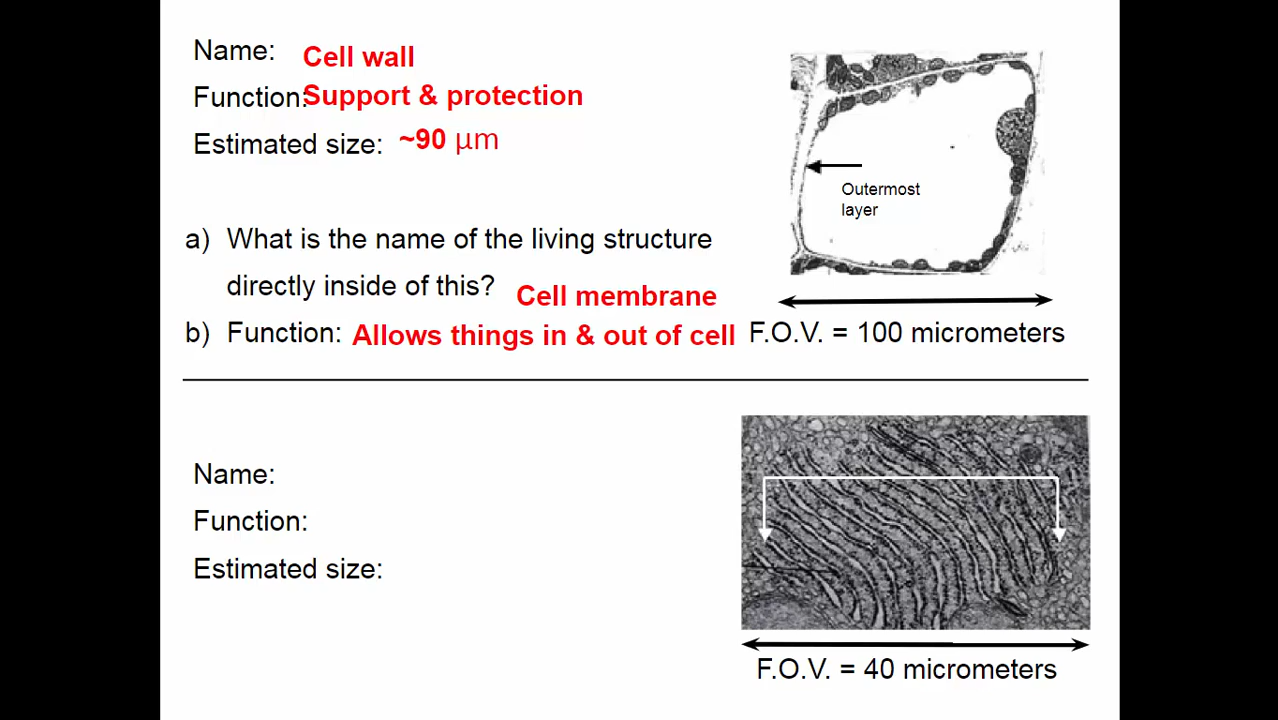 Name: Cell wall
Function: Support & protection
Estimated size: ~90 μm
Outermost
layer
a) What is the name of the living structure
directly inside of this? Cell membrane
b) Function: Allows things in & out of cell
F.O.V. = 100 micrometers
Name:
Function:
Estimated size:
F.O.V. = 40 micrometers